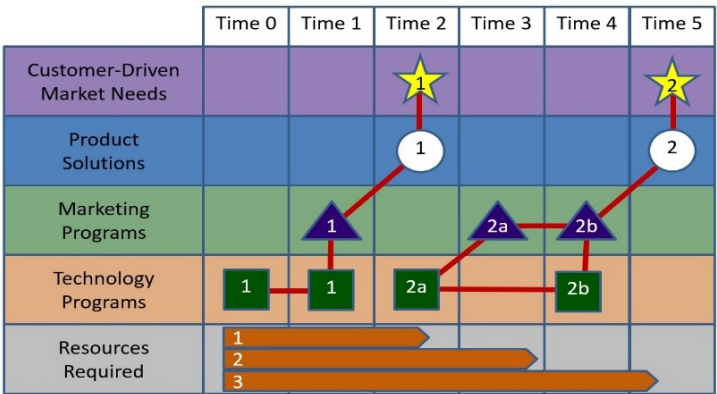 Time 0 Time 1 Time 2 Time 3 Time 4 Time 5
Customer-Driven
Market Needs
1 2
Product
Solutions
1 2
Marketing
Programs
1 2a 2b
Technology
Programs
1 1 2a 2b
Resources
Required
1
2
3